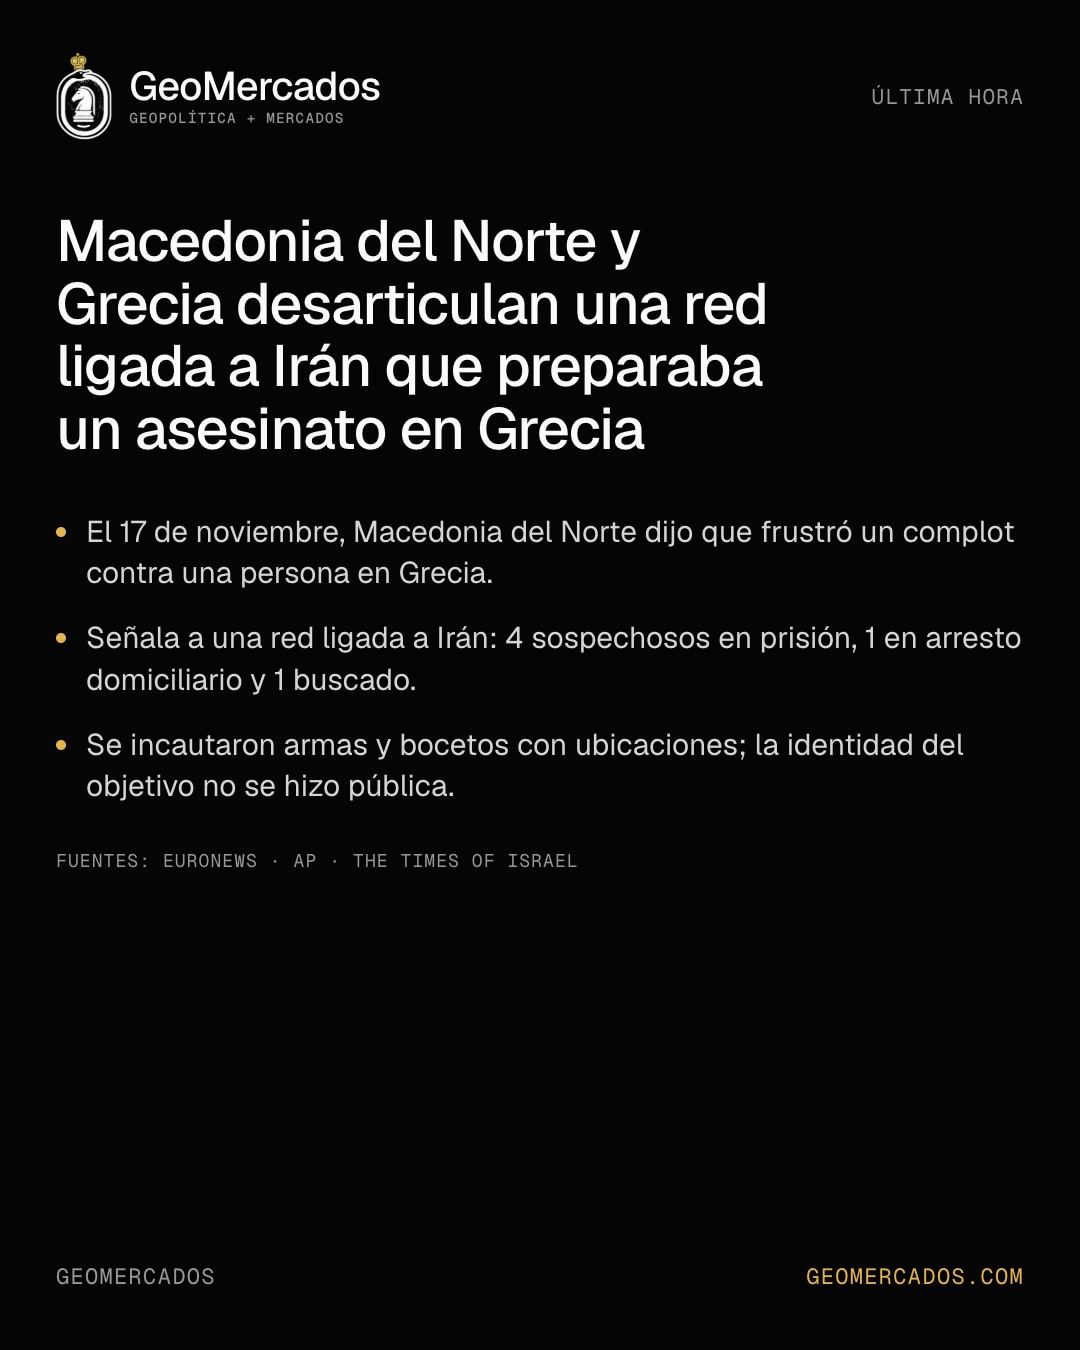 GeoMercados
GEOPOLÍTICA + MERCADOS
ÚLTIMA HORA
Macedonia del Norte y
Grecia desarticulan una red
ligada a Irán que preparaba
un asesinato en Grecia
• El 17 de noviembre, Macedonia del Norte dijo que frustró un complot
contra una persona en Grecia.
• Señala a una red ligada a Irán: 4 sospechosos en prisión, 1 en arresto
domiciliario y 1 buscado.
• Se incautaron armas y bocetos con ubicaciones; la identidad del
objetivo no se hizo pública.
FUENTES: EURONEWS · AP · THE TIMES OF ISRAEL
GEOMERCADOS
GEOMERCADOS.COM